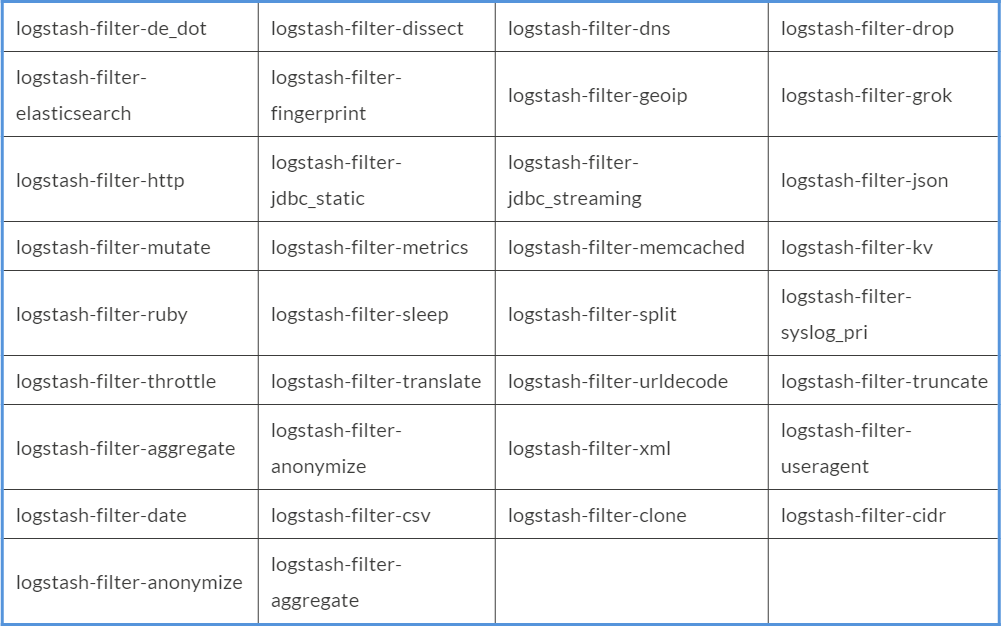 logstash-filter-de_dot
logstash-filter-dissect
logstash-filter-dns
logstash-filter-drop
logstash-filter-
elasticsearch
logstash-filter-
fingerprint
logstash-filter-geoip
logstash-filter-grok
logstash-filter-http
logstash-filter-
jdbc_static
logstash-filter-
jdbc_streaming
logstash-filter-json
logstash-filter-mutate
logstash-filter-metrics
logstash-filter-memcached
logstash-filter-kv
logstash-filter-ruby
logstash-filter-sleep
logstash-filter-split
logstash-filter-
syslog_pri
logstash-filter-throttle
logstash-filter-translate
logstash-filter-urldecode
logstash-filter-truncate
logstash-filter-aggregate
logstash-filter-
anonymize
logstash-filter-xml
logstash-filter-
useragent
logstash-filter-date
logstash-filter-csv
logstash-filter-clone
logstash-filter-cidr
logstash-filter-anonymize
logstash-filter-
aggregate